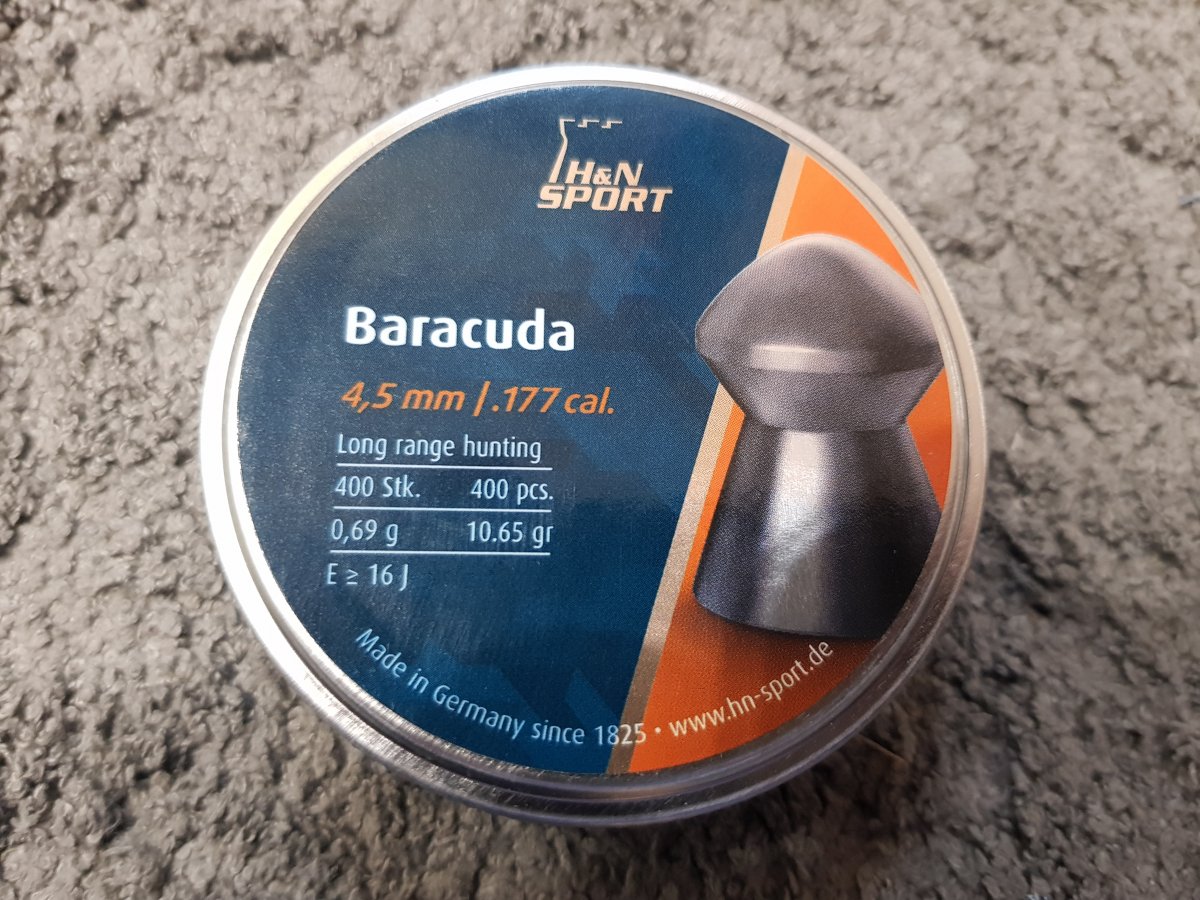 H&N
SPORT
Baracuda
4,5 mm / .177 cal.
Long range hunting
400 Stk. 400 pcs.
0,69 g 10.65 gr
E ≥ 16 J
Made in Germany since 1825 • www.hn-sport.de